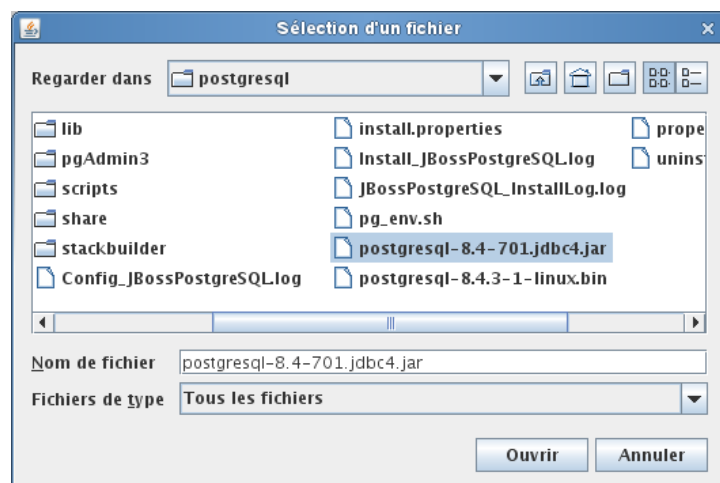 Sélection d'un fichier
Regarder dans postgresql
lib
pgAdmin3
scripts
share
stackbuilder
Config_JBossPostgreSQL.log
install.properties
Install_JBossPostgreSQL.log
JBossPostgreSQL_InstallLog.log
pg_env.sh
postgresql-8.4-701.jdbc4.jar
postgresql-8.4.3-1-linux.bin
prope
unins
Nom de fichier postgresql-8.4-701.jdbc4.jar
Fichiers de type Tous les fichiers
Ouvrir Annuler